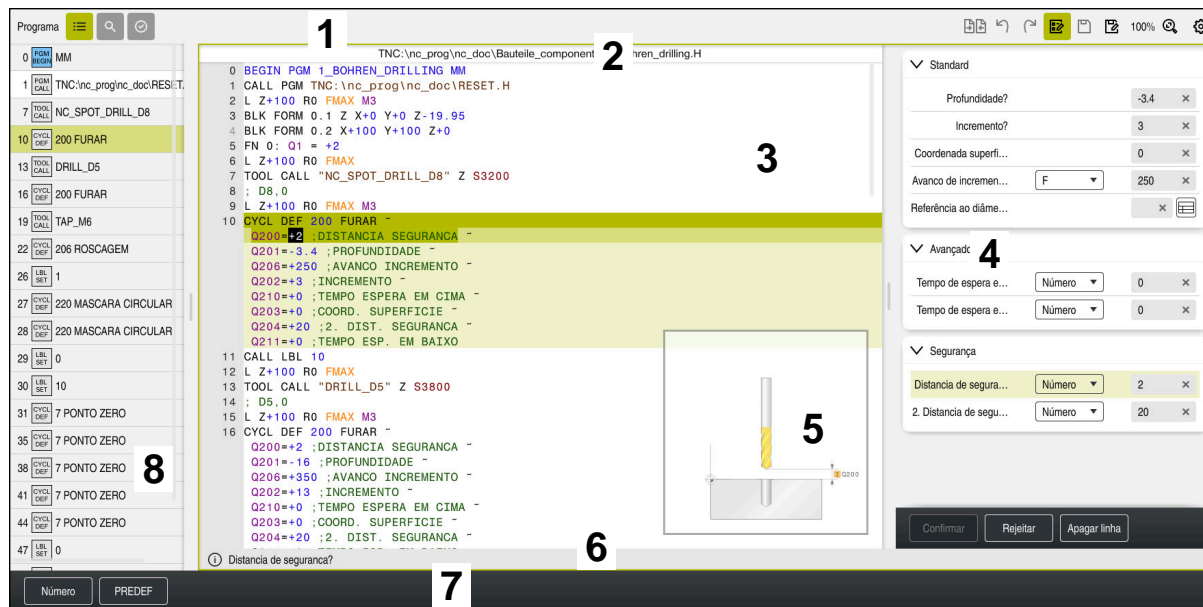 Programa
100%
1
0 PGM BEGIN MM
1 PGM CALL TNC:\nc_prog\nc_doc\RESET.
7 TOOL CALL NC_SPOT_DRILL_D8
10 CYCL DEF 200 FURAR
13 TOOL CALL DRILL_D5
16 CYCL DEF 200 FURAR
19 TOOL CALL TAP_M6
22 CYCL DEF 206 ROSCAGEM
26 LBL SET 1
27 CYCL DEF 220 MASCARA CIRCULAR
28 CYCL DEF 220 MASCARA CIRCULAR
29 LBL SET 0
30 LBL SET 10
31 CYCL DEF 7 PONTO ZERO
35 CYCL DEF 7 PONTO ZERO
38 CYCL DEF 7 PONTO ZERO
41 CYCL DEF 7 PONTO ZERO
44 CYCL DEF 7 PONTO ZERO
47 LBL SET 0
8
TNC:\nc_prog\nc_doc\Bauteile_component 2 hren_drilling.H
0 BEGIN PGM 1_BOHREN_DRILLING MM
1 CALL PGM TNC:\nc_prog\nc_doc\RESET.H
2 L Z+100 R0 FMAX M3
3 BLK FORM 0.1 Z X+0 Y+0 Z-19.95
4 BLK FORM 0.2 X+100 Y+100 Z+0
5 FN 0: Q1 = +2
6 L Z+100 R0 FMAX
7 TOOL CALL "NC_SPOT_DRILL_D8" Z S3200
8 ; D8,0
9 L Z+100 R0 FMAX M3
10 CYCL DEF 200 FURAR ~
Q200=+2 ;DISTANCIA SEGURANCA ~
Q201=-3.4 ;PROFUNDIDADE ~
Q206=+250 ;AVANCO INCREMENTO ~
Q202=+3 ;INCREMENTO ~
Q210=+0 ;TEMPO ESPERA EM CIMA ~
Q203=+0 ;COORD. SUPERFICIE ~
Q204=+20 ;2. DIST. SEGURANCA ~
Q211=+0 ;TEMPO ESP. EM BAIXO
11 CALL LBL 10
12 L Z+100 R0 FMAX
13 TOOL CALL "DRILL_D5" Z S3800
14 ; D5,0
15 L Z+100 R0 FMAX M3
16 CYCL DEF 200 FURAR ~
Q200=+2 ;DISTANCIA SEGURANCA ~
Q201=-16 ;PROFUNDIDADE ~
Q206=+350 ;AVANCO INCREMENTO ~
Q202=+13 ;INCREMENTO ~
Q210=+0 ;TEMPO ESPERA EM CIMA ~
Q203=+0 ;COORD. SUPERFICIE ~
Q204=+20 ;2. DIST. SEGURANCA ~
3
5
Q200
Standard
Profundidade? -3.4
Incremento? 3
Coordenada superfi... 0
Avanco de incremen... F 250
Referência ao diâme...
Avançado 4
Tempo de espera e... Número 0
Tempo de espera e... Número 0
Segurança
Distancia de segura... Número 2
2. Distancia de segu... Número 20
Confirmar Rejeitar Apagar linha
Distancia de seguranca?
6
7
Número PREDEF